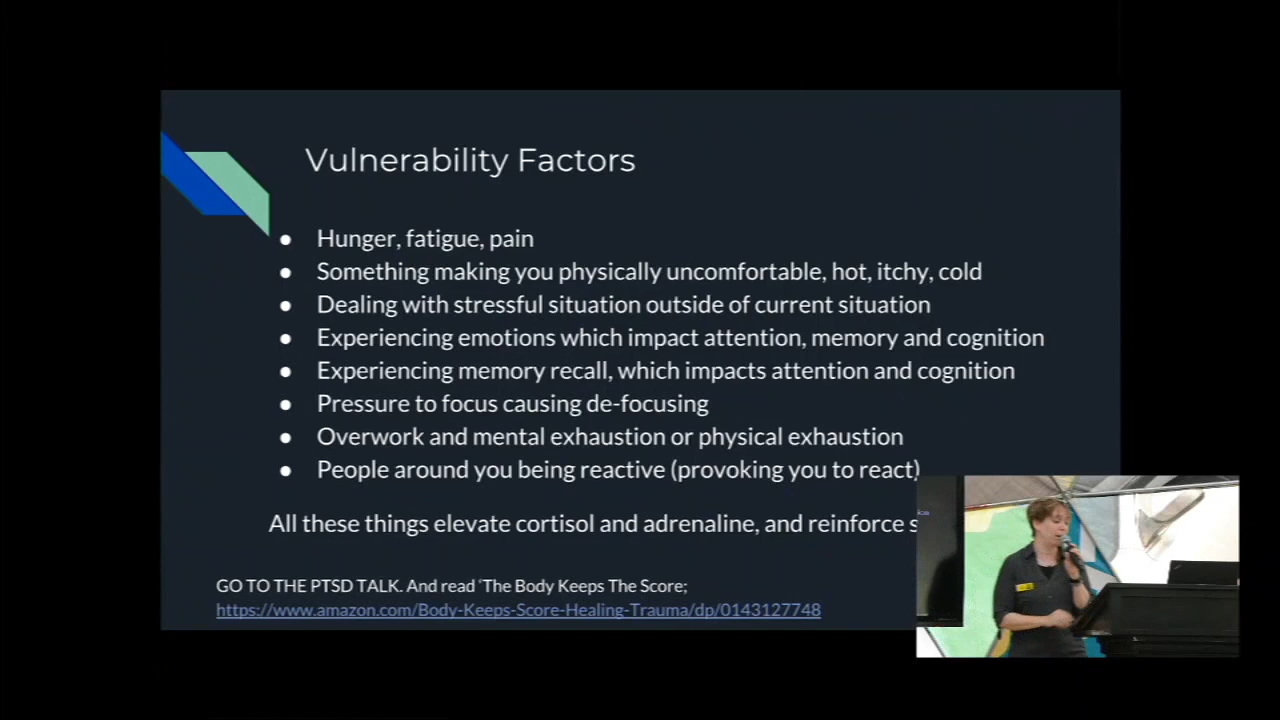 Vulnerability Factors
● Hunger, fatigue, pain
● Something making you physically uncomfortable, hot, itchy, cold
● Dealing with stressful situation outside of current situation
● Experiencing emotions which impact attention, memory and cognition
● Experiencing memory recall, which impacts attention and cognition
● Pressure to focus causing de-focusing
● Overwork and mental exhaustion or physical exhaustion
● People around you being reactive (provoking you to react)
All these things elevate cortisol and adrenaline, and reinforce s
GO TO THE PTSD TALK. And read ‘The Body Keeps The Score;
https://www.amazon.com/Body-Keeps-Score-Healing-Trauma/dp/0143127748